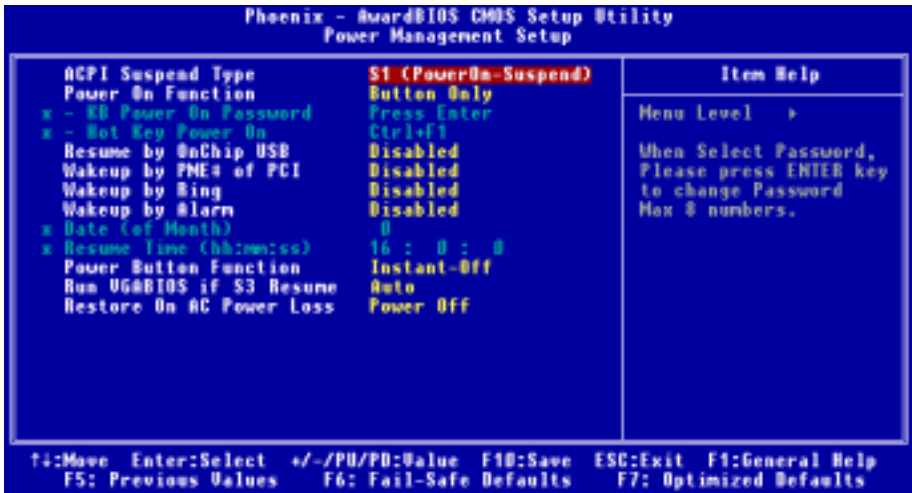 Phoenix - AwardBIOS CMOS Setup Utility
Power Management Setup
ACPI Suspend Type S1 (PowerOn-Suspend)
Power On Function Button Only
x - KB Power On Password Press Enter
x - Hot Key Power On Ctrl+F1
Resume by OnChip USB Disabled
Wakeup by PME# of PCI Disabled
Wakeup by Ring Disabled
Wakeup by Alarm Disabled
x Date (of Month) 0
x Resume Time (hh:mm:ss) 16 : 0 : 0
Power Button Function Instant-Off
Run VGABIOS if S3 Resume Auto
Restore On AC Power Loss Power Off
Item Help
Menu Level ▸
When Select Password,
Please press ENTER key
to change Password
Max 8 numbers.
↑↓:Move Enter:Select +/-/PU/PD:Value F10:Save ESC:Exit F1:General Help
F5: Previous Values F6: Fail-Safe Defaults F7: Optimized Defaults